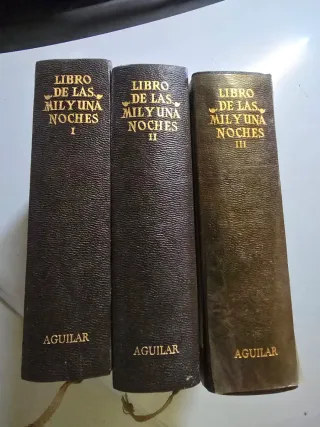 LIBRO
DE LAS
MIL Y UNA
NOCHES
I
AGUILAR
LIBRO
DE LAS
MIL Y UNA
NOCHES
II
AGUILAR
LIBRO
DE LAS
MIL Y UNA
NOCHES
III
AGUILAR